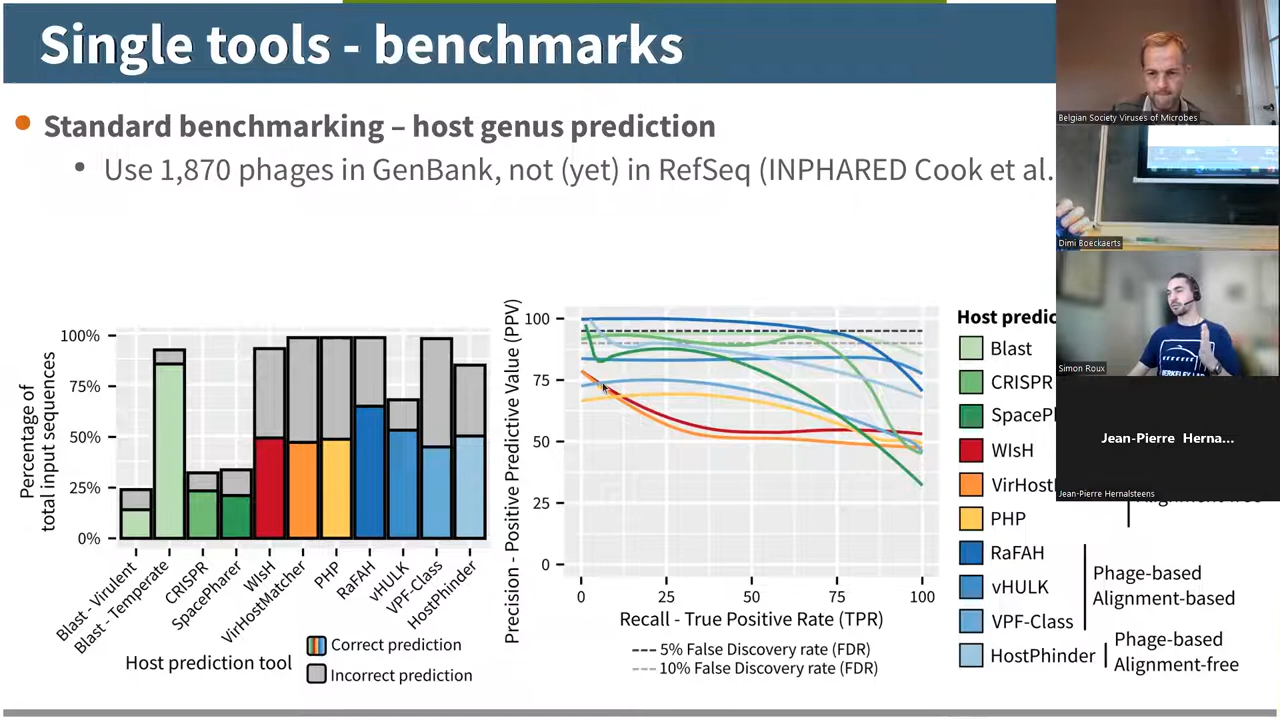 Single tools - benchmarks
Standard benchmarking – host genus prediction
Use 1,870 phages in GenBank, not (yet) in RefSeq (INPHARED Cook et al.
Belgian Society Viruses of Microbes
Dimi Boeckaerts
BERKELEY LAB
Simon Roux
Jean-Pierre Herna...
Jean-Pierre Hernalsteens
Percentage of
total input sequences
100%
75%
50%
25%
0%
Blast - Virulent
Blast - Temperate
CRISPR
SpacePharer
WIsH
VirHostMatcher
PHP
RaFAH
vHULK
VPF-Class
HostPhinder
Host prediction tool
Correct prediction
Incorrect prediction
Precision - Positive Predictive Value (PPV)
100
75
50
25
0
0 25 50 75 100
Recall - True Positive Rate (TPR)
5% False Discovery rate (FDR)
10% False Discovery rate (FDR)
Host predic
Blast
CRISPR
SpacePh
WIsH
VirHost
PHP
RaFAH
vHULK
VPF-Class
HostPhinder
Phage-based
Alignment-based
Phage-based
Alignment-free